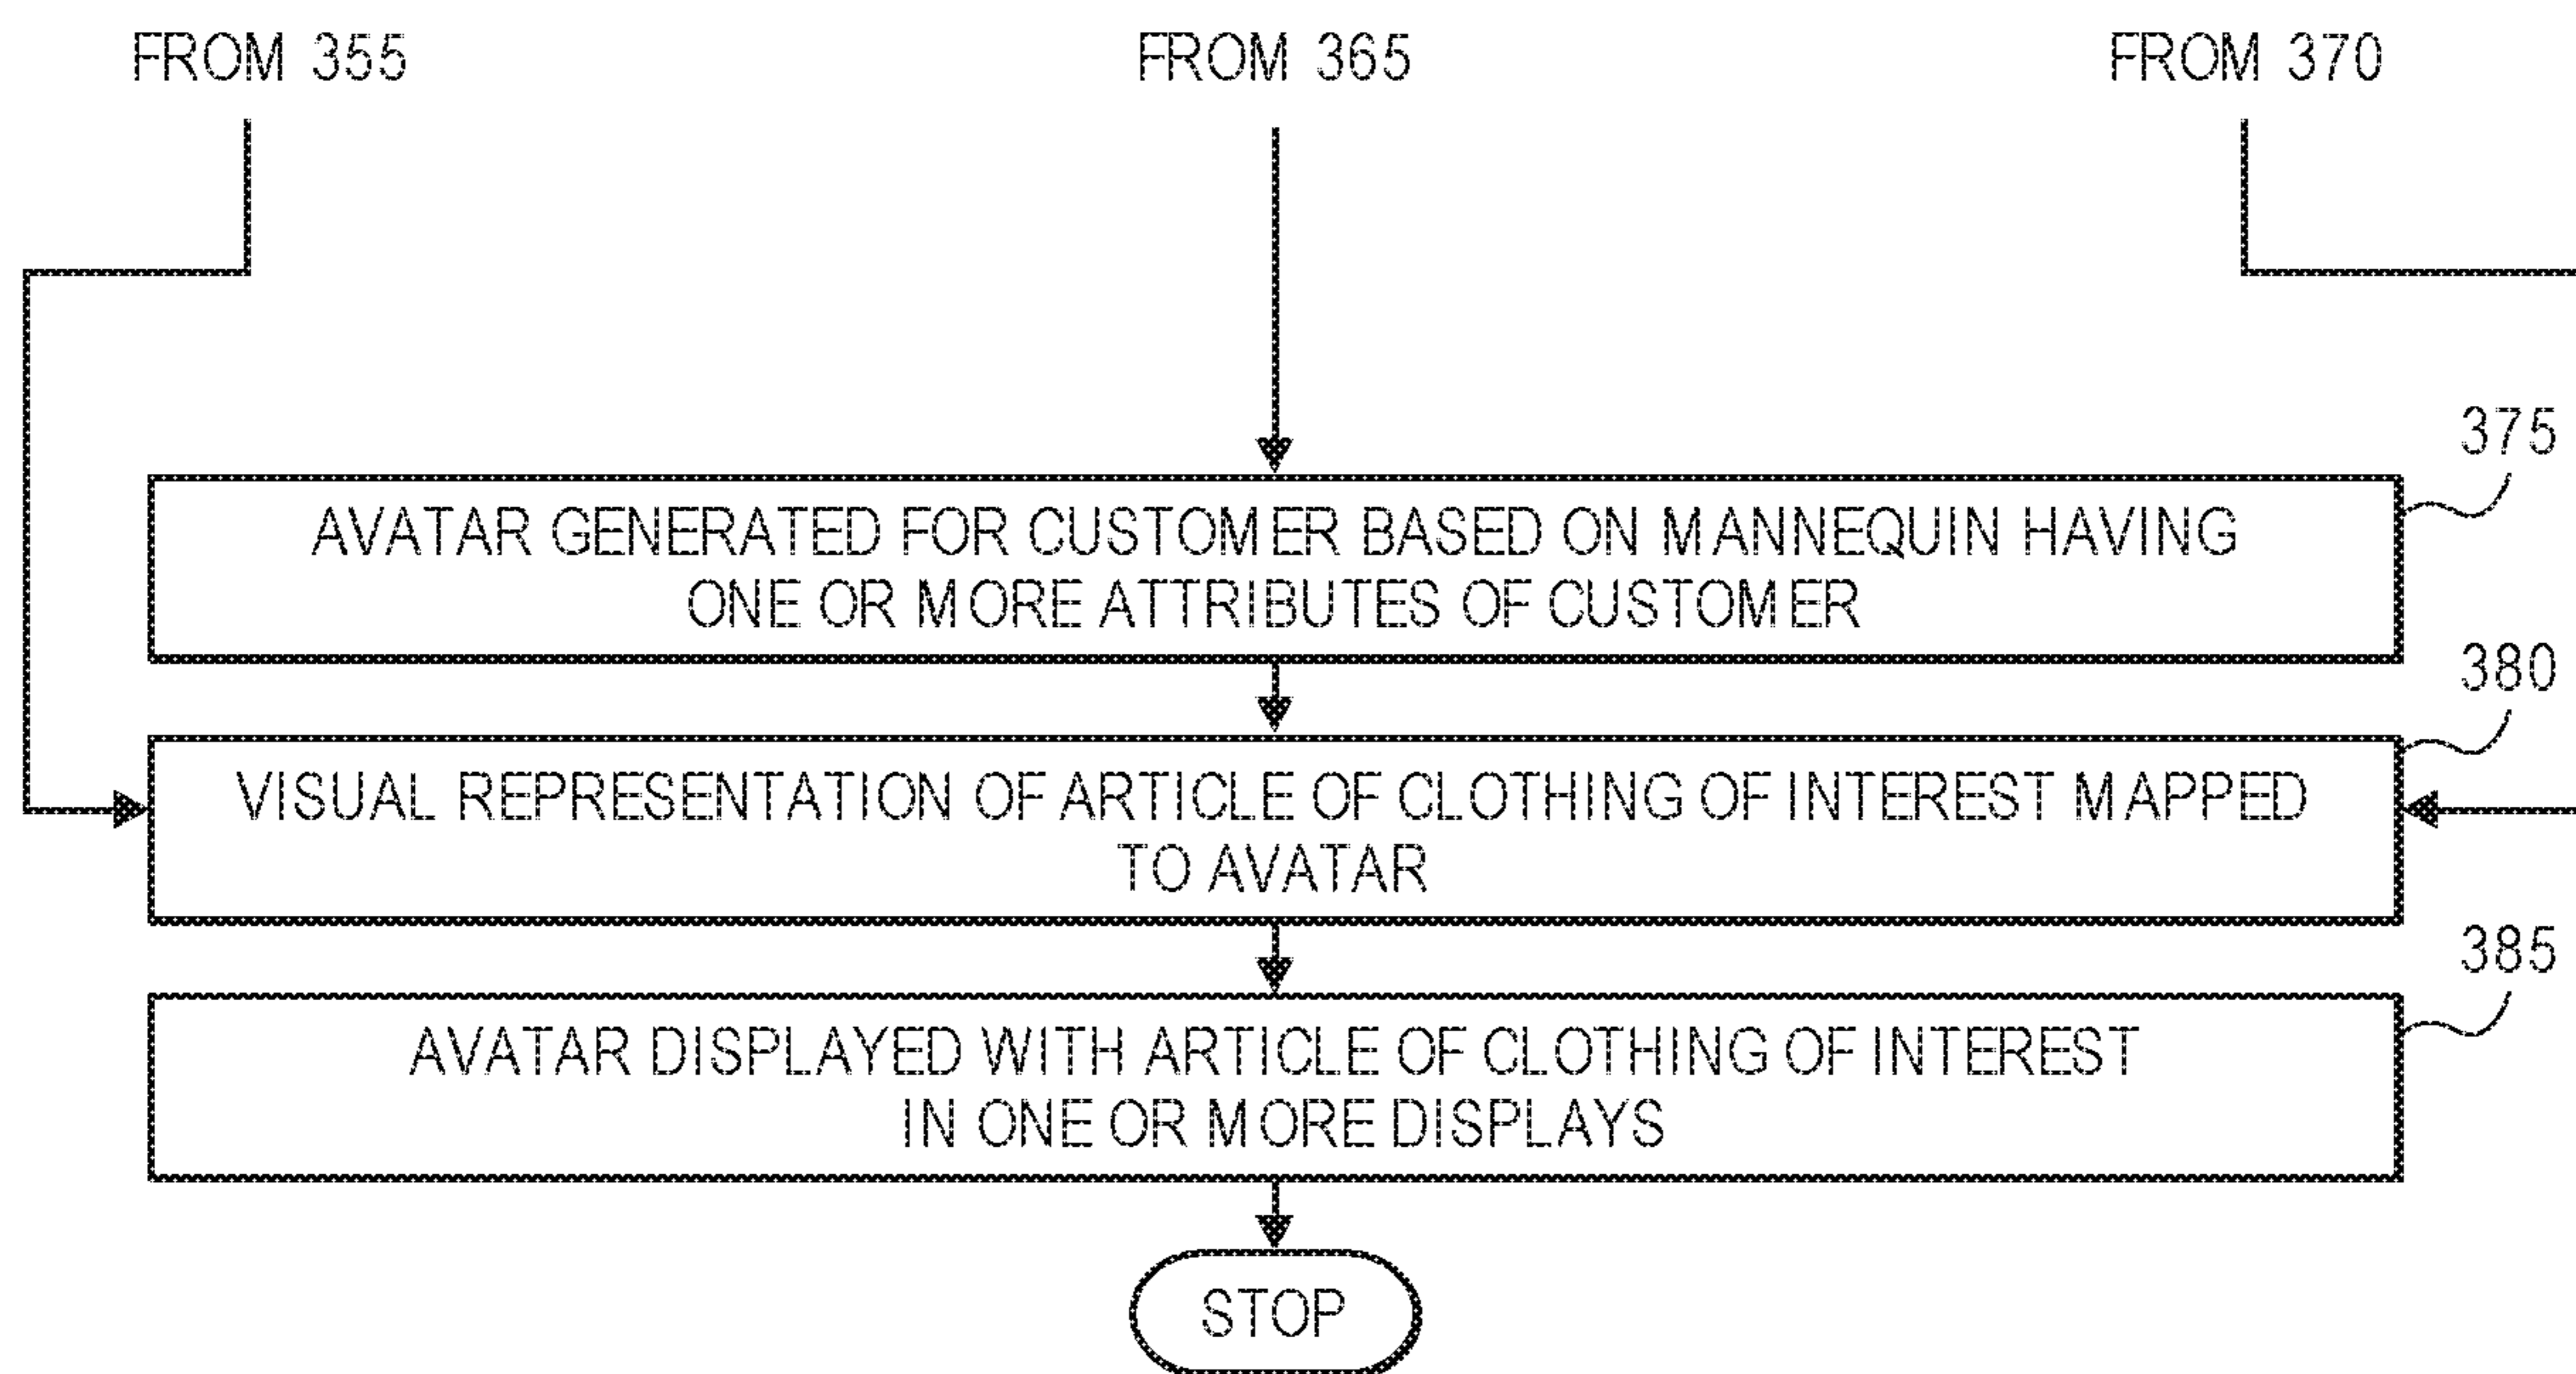 FROM 355
FROM 365
FROM 370
375
AVATAR GENERATED FOR CUSTOMER BASED ON MANNEQUIN HAVING
ONE OR MORE ATTRIBUTES OF CUSTOMER
380
VISUAL REPRESENTATION OF ARTICLE OF CLOTHING OF INTEREST MAPPED
TO AVATAR
385
AVATAR DISPLAYED WITH ARTICLE OF CLOTHING OF INTEREST
IN ONE OR MORE DISPLAYS
STOP